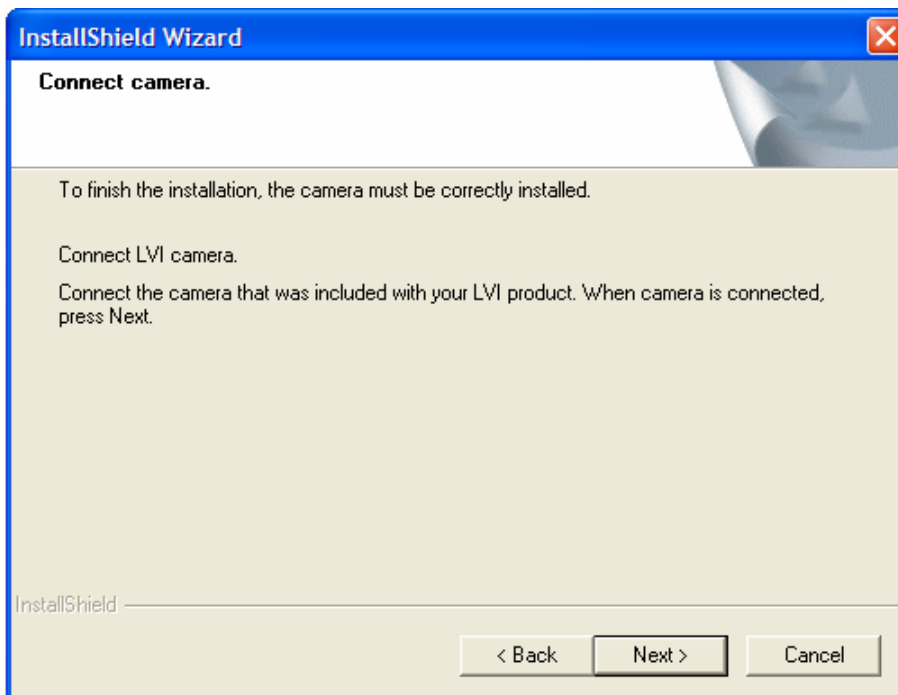 InstallShield Wizard
Connect camera.
To finish the installation, the camera must be correctly installed.
Connect LVI camera.
Connect the camera that was included with your LVI product. When camera is connected,
press Next.
InstallShield
< Back Next > Cancel